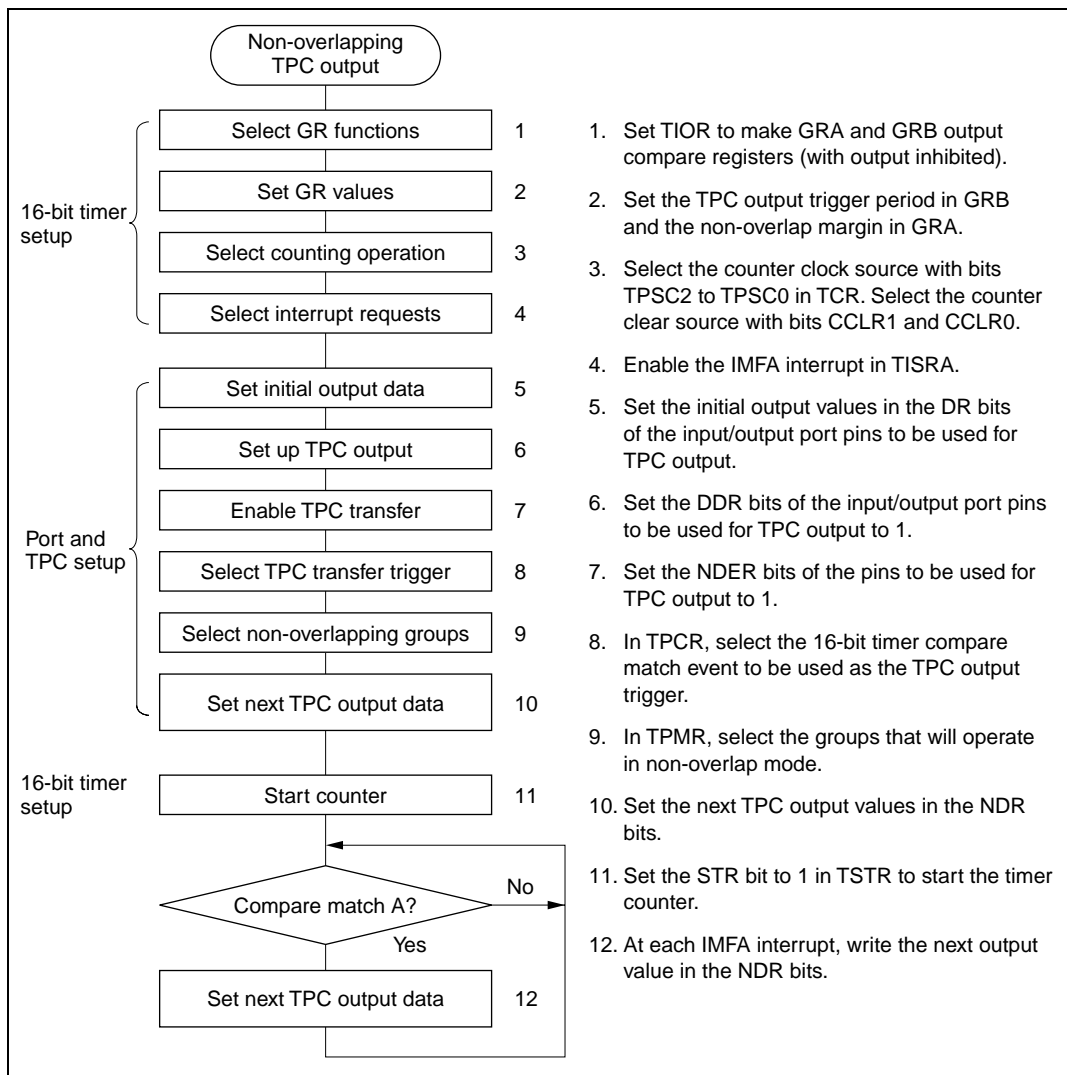 Non-overlapping
TPC output
16-bit timer
setup
Select GR functions 1
Set GR values 2
Select counting operation 3
Select interrupt requests 4
Port and
TPC setup
Set initial output data 5
Set up TPC output 6
Enable TPC transfer 7
Select TPC transfer trigger 8
Select non-overlapping groups 9
Set next TPC output data 10
16-bit timer
setup
Start counter 11
Compare match A?
No
Yes
Set next TPC output data 12
1. Set TIOR to make GRA and GRB output
compare registers (with output inhibited).
2. Set the TPC output trigger period in GRB
and the non-overlap margin in GRA.
3. Select the counter clock source with bits
TPSC2 to TPSC0 in TCR. Select the counter
clear source with bits CCLR1 and CCLR0.
4. Enable the IMFA interrupt in TISRA.
5. Set the initial output values in the DR bits
of the input/output port pins to be used for
TPC output.
6. Set the DDR bits of the input/output port pins
to be used for TPC output to 1.
7. Set the NDER bits of the pins to be used for
TPC output to 1.
8. In TPCR, select the 16-bit timer compare
match event to be used as the TPC output
trigger.
9. In TPMR, select the groups that will operate
in non-overlap mode.
10. Set the next TPC output values in the NDR
bits.
11. Set the STR bit to 1 in TSTR to start the timer
counter.
12. At each IMFA interrupt, write the next output
value in the NDR bits.